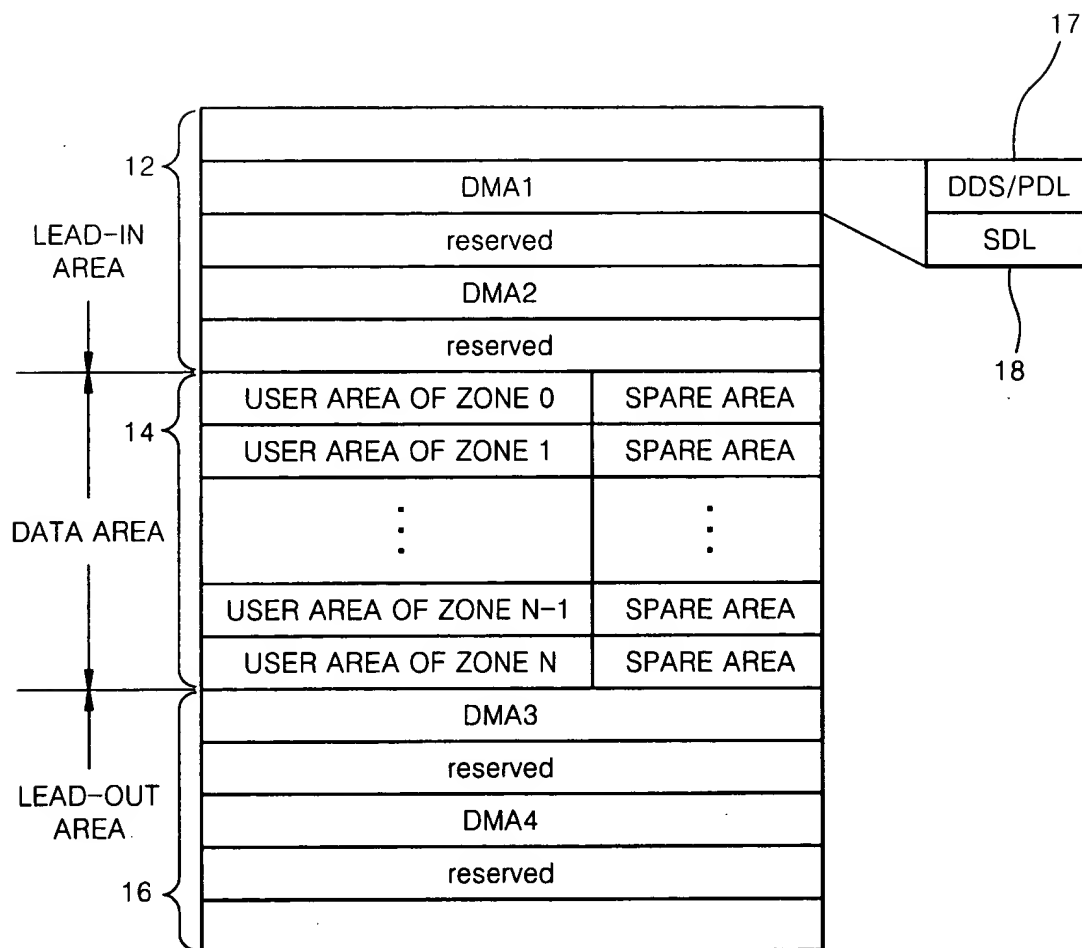 17
12
DMA1
DDS/PDL
LEAD-IN
AREA
reserved
SDL
DMA2
reserved
18
14
USER AREA OF ZONE 0 SPARE AREA
USER AREA OF ZONE 1 SPARE AREA
DATA AREA
⋮ ⋮
USER AREA OF ZONE N-1 SPARE AREA
USER AREA OF ZONE N SPARE AREA
DMA3
reserved
LEAD-OUT
AREA
DMA4
reserved
16